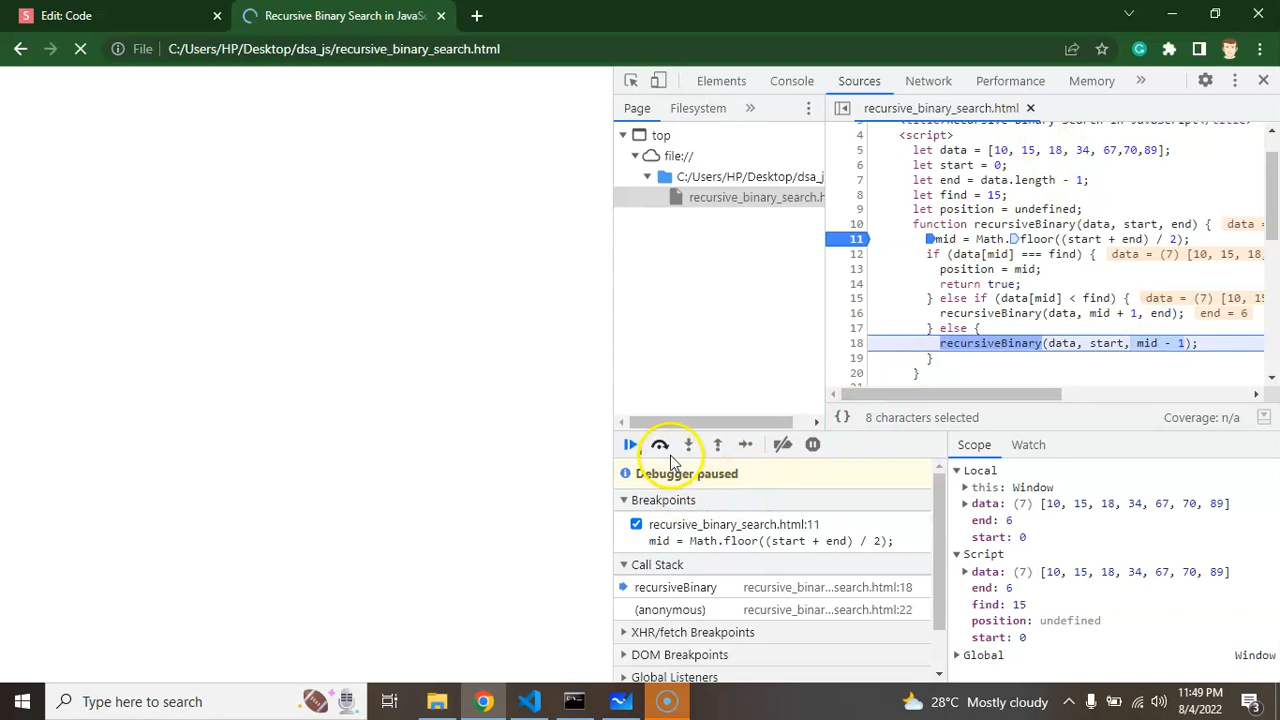 Edit: Code
Recursive Binary Search in JavaSc
File C:/Users/HP/Desktop/dsa_js/recursive_binary_search.html
Elements Console Sources Network Performance Memory
Page Filesystem
recursive_binary_search.html
top
file://
C:/Users/HP/Desktop/dsa_j
recursive_binary_search.h
3 <title>Recursive Binary Search in JavaScript</title>
4 <script>
5 let data = [10, 15, 18, 34, 67,70,89];
6 let start = 0;
7 let end = data.length - 1;
8 let find = 15;
9 let position = undefined;
10 function recursiveBinary(data, start, end) { data =
11 mid = Math.floor((start + end) / 2);
12 if (data[mid] === find) { data = (7) [10, 15, 18,
13 position = mid;
14 return true;
15 } else if (data[mid] < find) { data = (7) [10, 15
16 recursiveBinary(data, mid + 1, end); end = 6
17 } else {
18 recursiveBinary(data, start, mid - 1);
19 }
20 }
{} 8 characters selected Coverage: n/a
Debugger paused
Breakpoints
recursive_binary_search.html:11
mid = Math.floor((start + end) / 2);
Call Stack
recursiveBinary recursive_binar...search.html:18
(anonymous) recursive_binar...search.html:22
XHR/fetch Breakpoints
DOM Breakpoints
Global Listeners
Scope Watch
Local
this: Window
data: (7) [10, 15, 18, 34, 67, 70, 89]
end: 6
start: 0
Script
data: (7) [10, 15, 18, 34, 67, 70, 89]
end: 6
find: 15
position: undefined
start: 0
Global Window
Type here to search
28°C Mostly cloudy
11:49 PM
8/4/2022
3